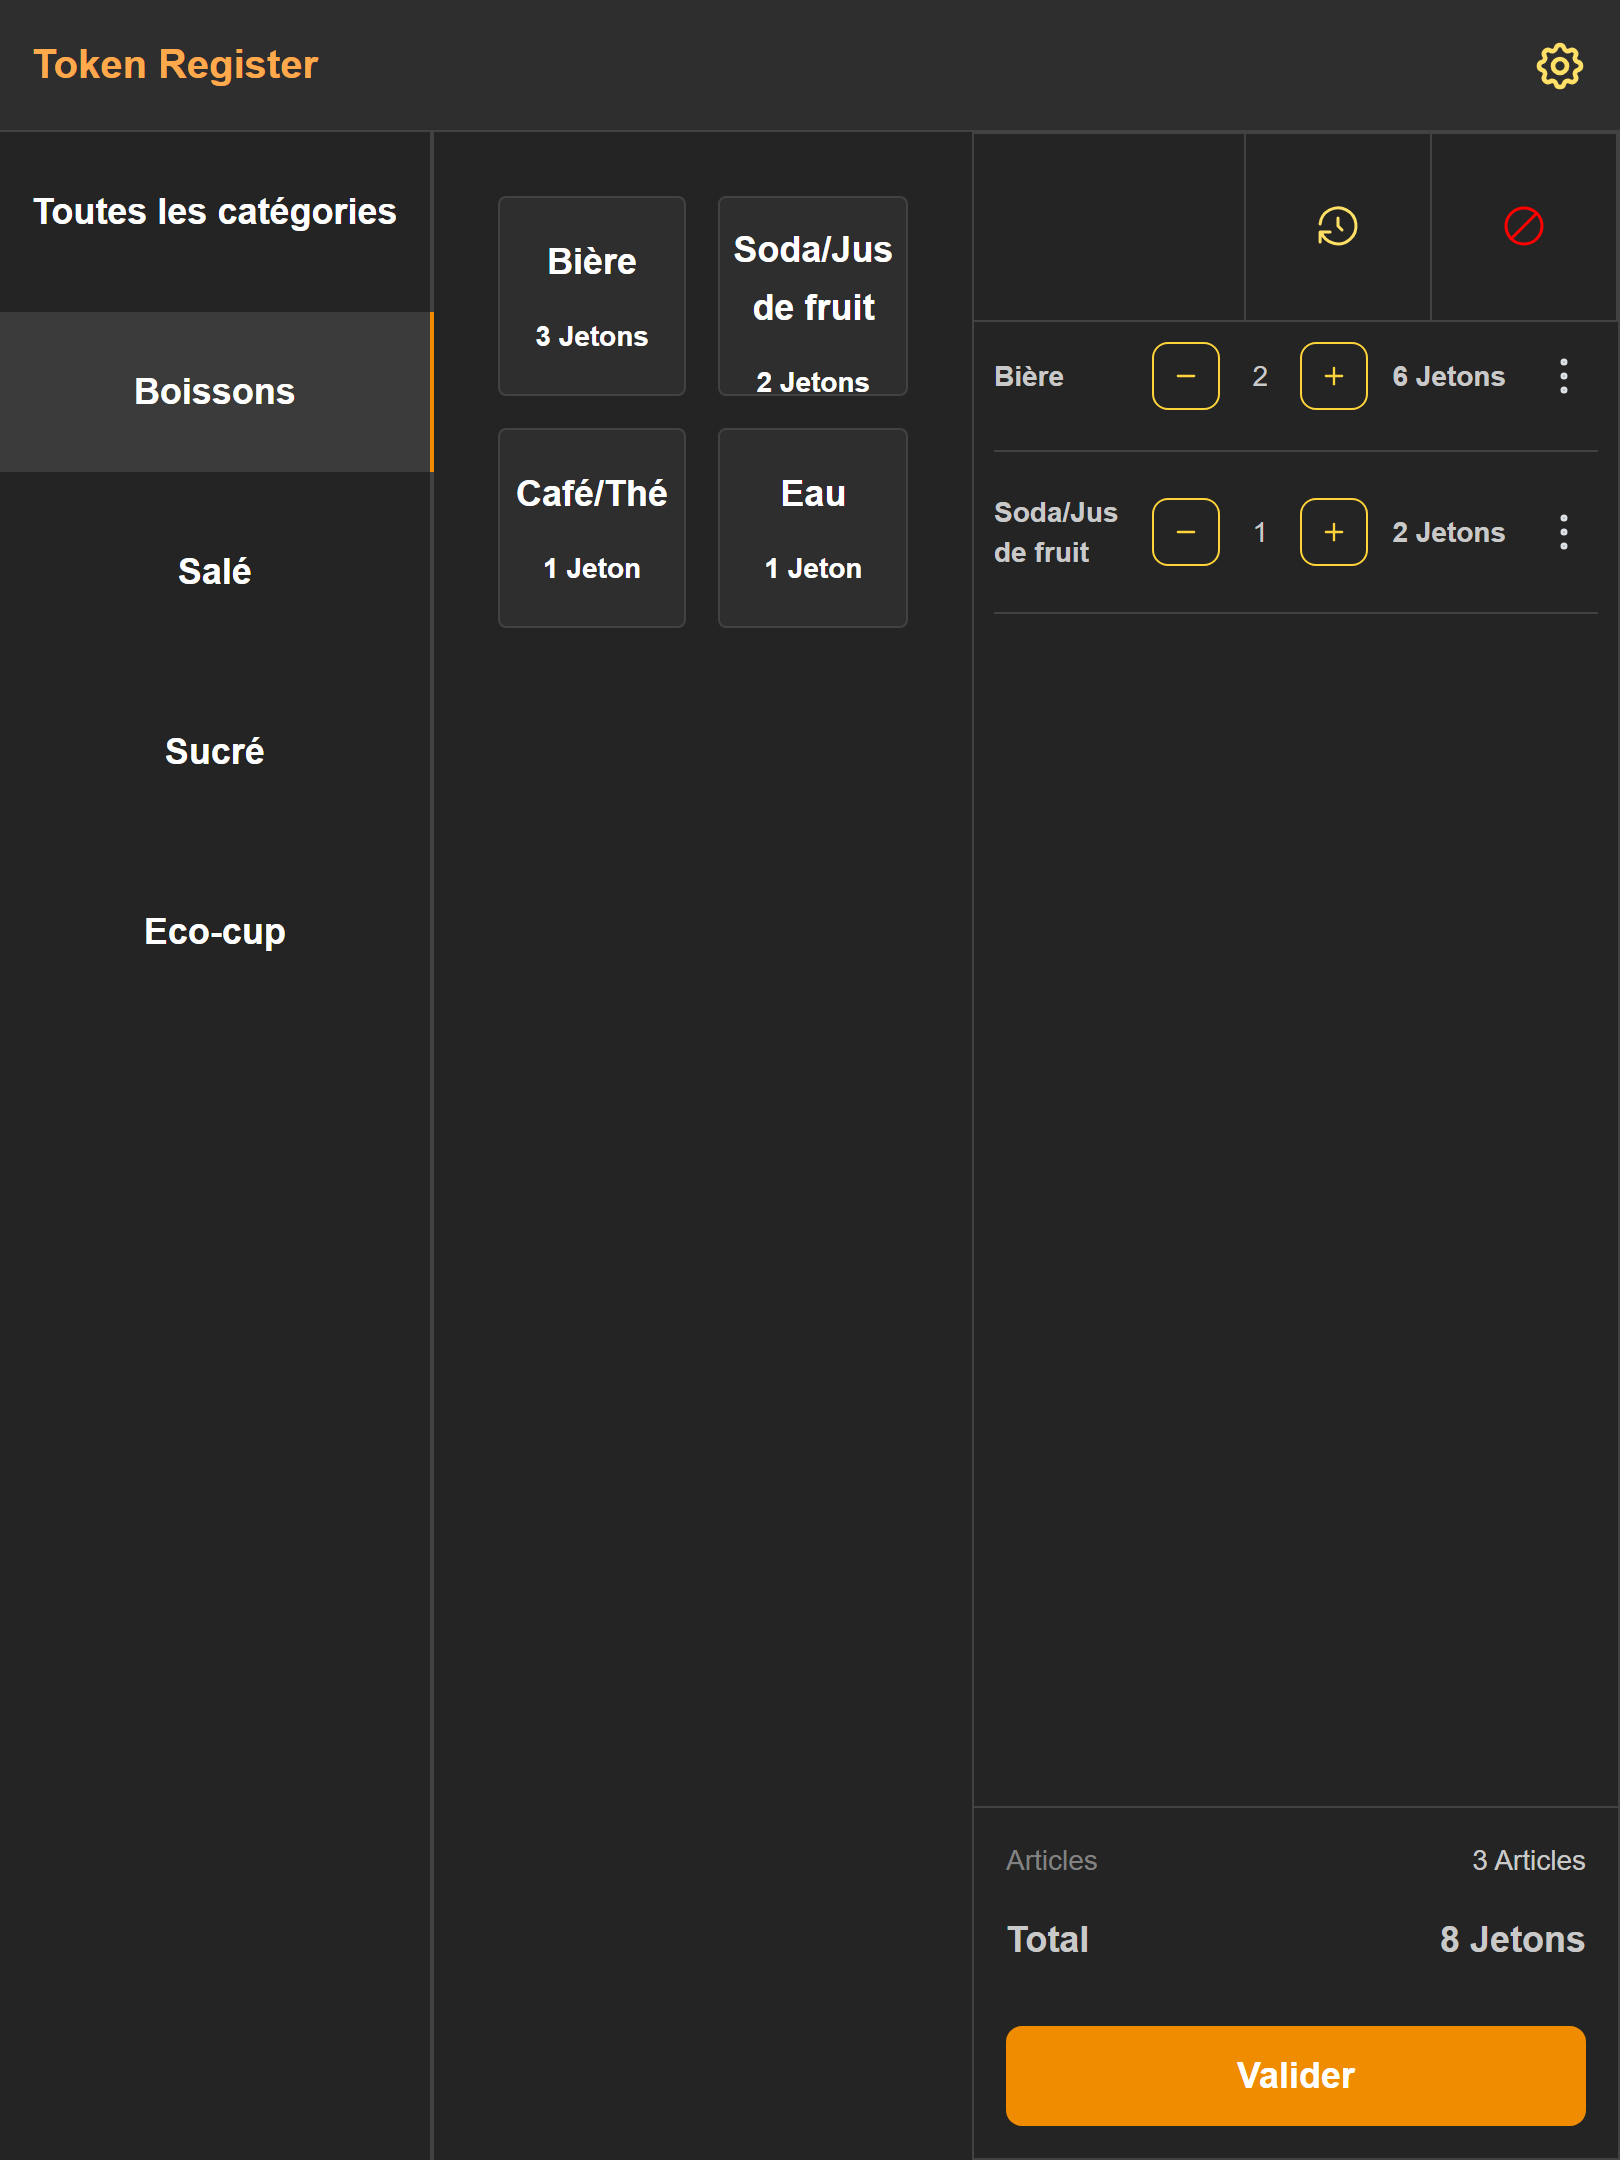 Token Register
Toutes les catégories
Boissons
Salé
Sucré
Eco-cup
Bière
3 Jetons
Soda/Jus
de fruit
2 Jetons
Café/Thé
1 Jeton
Eau
1 Jeton
Bière
2
6 Jetons
Soda/Jus
de fruit
1
2 Jetons
Articles
3 Articles
Total
8 Jetons
Valider